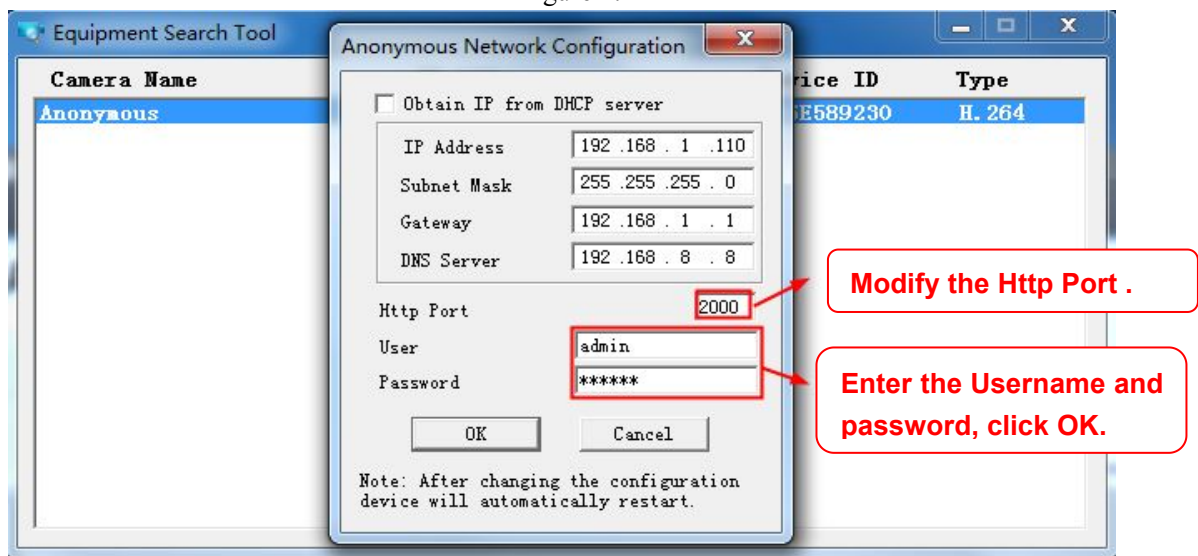 Equipment Search Tool
Anonymous Network Configuration
Camera Name
vice ID
Type
Anonymous
E589230
H.264
Obtain IP from DHCP server
IP Address 192 .168 . 1 .110
Subnet Mask 255 .255 .255 . 0
Gateway 192 .168 . 1 . 1
DNS Server 192 .168 . 8 . 8
Http Port 2000
Modify the Http Port .
User admin
Password ******
Enter the Username and
password, click OK.
OK Cancel
Note: After changing the configuration
device will automatically restart.